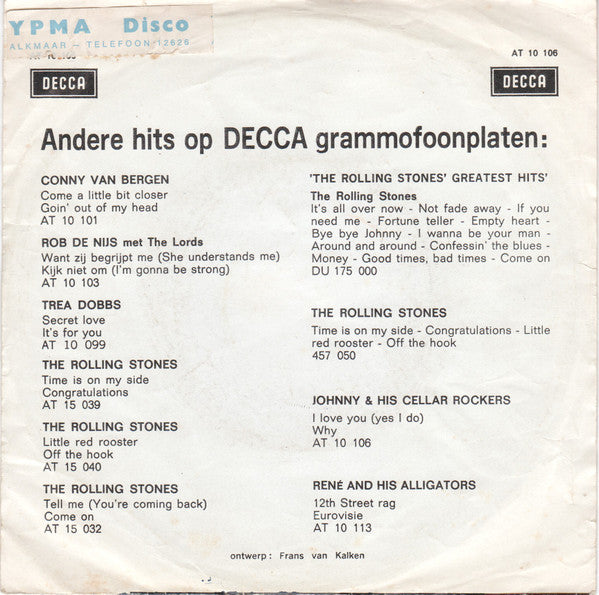 YPMA Disco
ALKMAAR - TELEFOON 12626
AT 10 106
DECCA
DECCA
Andere hits op DECCA grammofoonplaten:
CONNY VAN BERGEN
Come a little bit closer
Goin' out of my head
AT 10 101
ROB DE NIJS met The Lords
Want zij begrijpt me (She understands me)
Kijk niet om (I'm gonna be strong)
AT 10 103
TREA DOBBS
Secret love
It's for you
AT 10 099
THE ROLLING STONES
Time is on my side
Congratulations
AT 15 039
THE ROLLING STONES
Little red rooster
Off the hook
AT 15 040
THE ROLLING STONES
Tell me (You're coming back)
Come on
AT 15 032
'THE ROLLING STONES' GREATEST HITS'
The Rolling Stones
It's all over now - Not fade away - If you
need me - Fortune teller - Empty heart -
Bye bye Johnny - I wanna be your man -
Around and around - Confessin' the blues -
Money - Good times, bad times - Come on
DU 175 000
THE ROLLING STONES
Time is on my side - Congratulations - Little
red rooster - Off the hook
457 050
JOHNNY & HIS CELLAR ROCKERS
I love you (yes I do)
Why
AT 10 106
RENÉ AND HIS ALLIGATORS
12th Street rag
Eurovisie
AT 10 113
ontwerp: Frans van Kalken